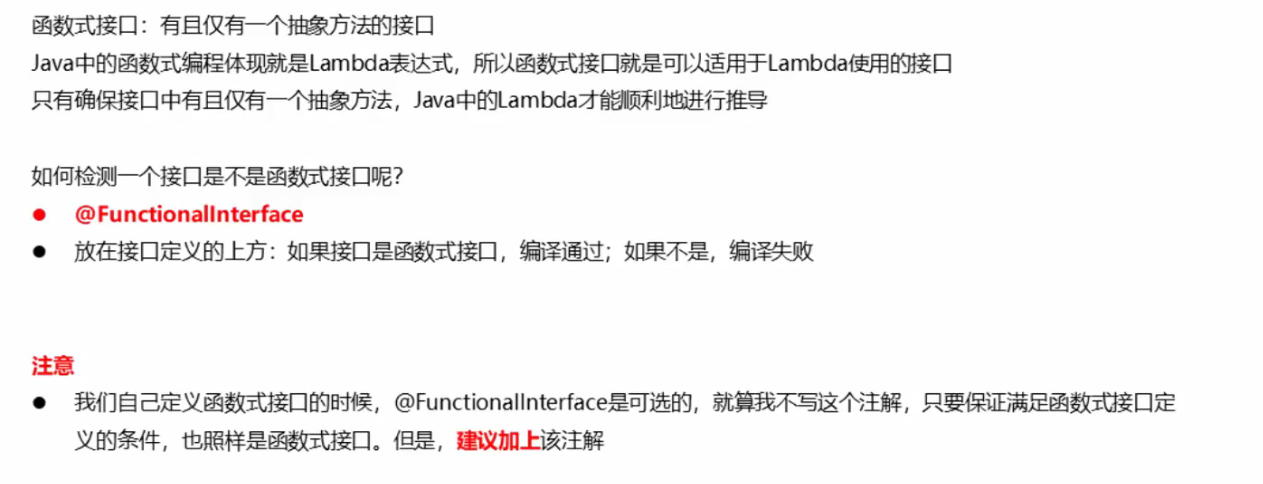 函数式接口：有且仅有一个抽象方法的接口
Java中的函数式编程体现就是Lambda表达式，所以函数式接口就是可以适用于Lambda使用的接口
只有确保接口中有且仅有一个抽象方法，Java中的Lambda才能顺利地进行推导
如何检测一个接口是不是函数式接口呢？
● @FunctionalInterface
● 放在接口定义的上方：如果接口是函数式接口，编译通过；如果不是，编译失败
注意
● 我们自己定义函数式接口的时候，@FunctionalInterface是可选的，就算我不写这个注解，只要保证满足函数式接口定
义的条件，也照样是函数式接口。但是，建议加上该注解